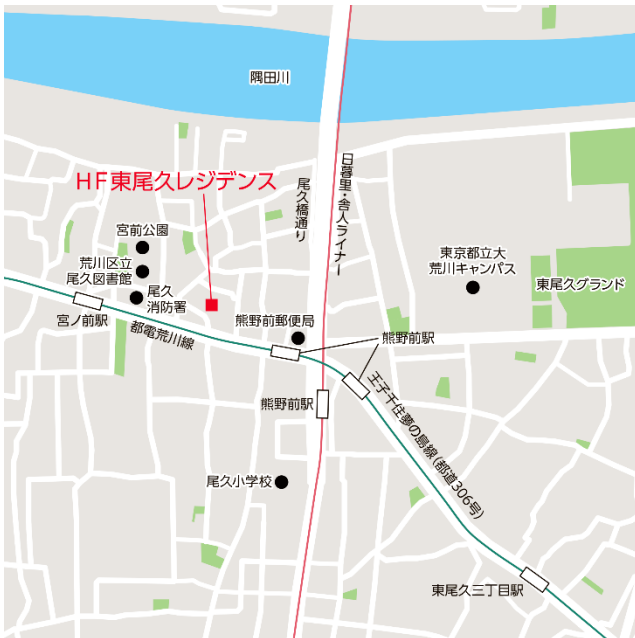 隅田川
日暮里・舎人ライナー
尾久橋通り
HF東尾久レジデンス
宮前公園
荒川区立
尾久図書館
尾久
消防署
東京都立大
荒川キャンパス
東尾久グランド
宮ノ前駅
都電荒川線
熊野前郵便局
熊野前駅
熊野前駅
王子千住夢の島線(都道306号)
尾久小学校
東尾久三丁目駅